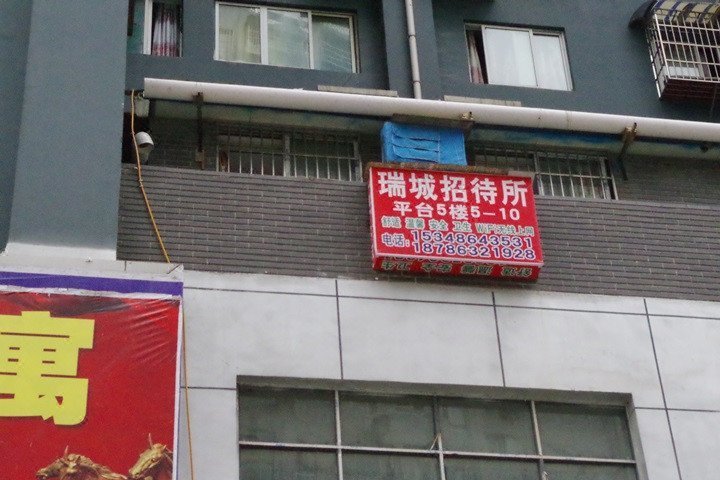 瑞城招待所
平台5楼5-10
舒适 温馨 安全 卫生 WiFi无线上网
电话:15348643531
18786321928
寓